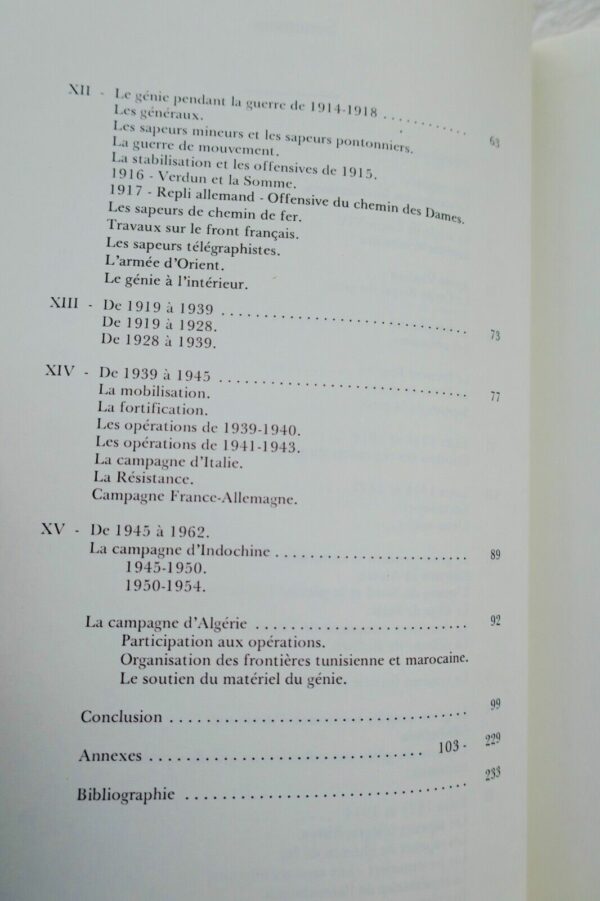 XII - Le génie pendant la guerre de 1914-1918 ............ 63
Les généraux.
Les sapeurs mineurs et les sapeurs pontonniers.
La guerre de mouvement.
La stabilisation et les offensives de 1915.
1916 - Verdun et la Somme.
1917 - Repli allemand - Offensive du chemin des Dames.
Les sapeurs de chemin de fer.
Travaux sur le front français.
Les sapeurs télégraphistes.
L'armée d'Orient.
Le génie à l'intérieur.
XIII - De 1919 à 1939 ................................ 73
De 1919 à 1928.
De 1928 à 1939.
XIV - De 1939 à 1945 ................................ 77
La mobilisation.
La fortification.
Les opérations de 1939-1940.
Les opérations de 1941-1943.
La campagne d'Italie.
La Résistance.
Campagne France-Allemagne.
XV - De 1945 à 1962.
La campagne d'Indochine ......................... 89
1945-1950.
1950-1954.
La campagne d'Algérie ............................ 92
Participation aux opérations.
Organisation des frontières tunisienne et marocaine.
Le soutien du matériel du génie.
Conclusion ...................................... 99
Annexes ................................... 103 - 229
Bibliographie ................................... 233